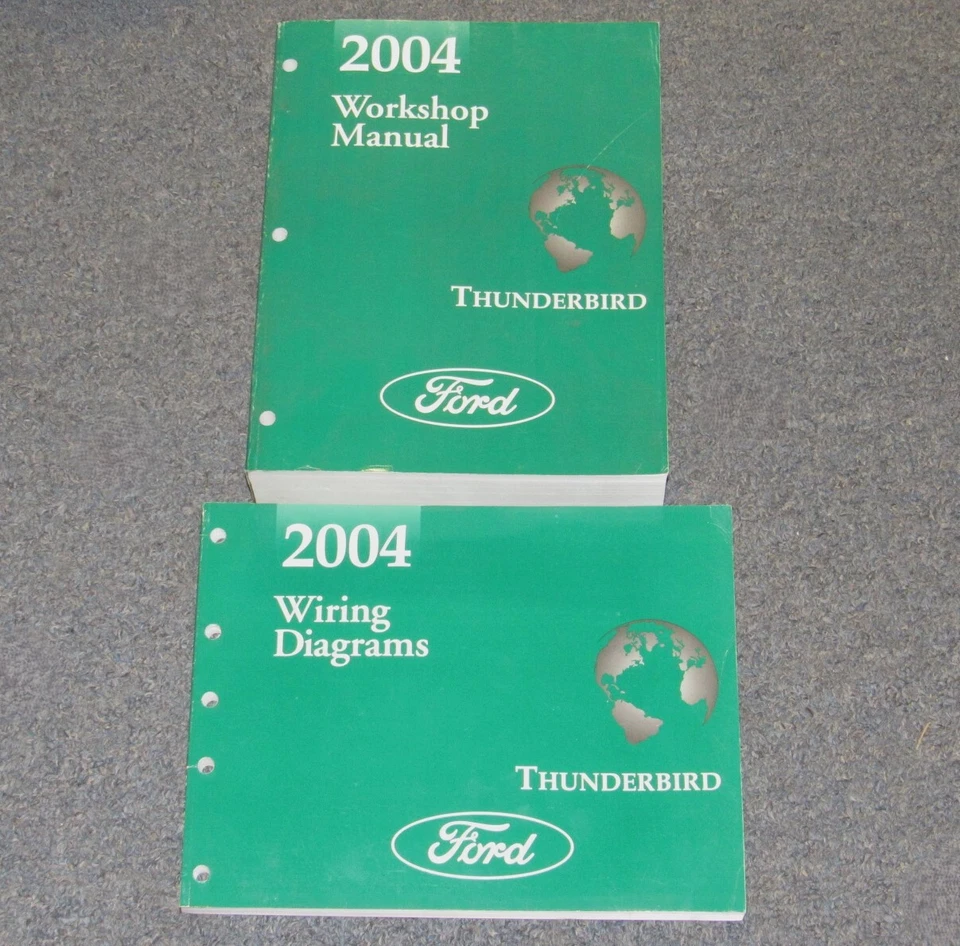 2004
Workshop
Manual
THUNDERBIRD
Ford
2004
Wiring
Diagrams
THUNDERBIRD
Ford